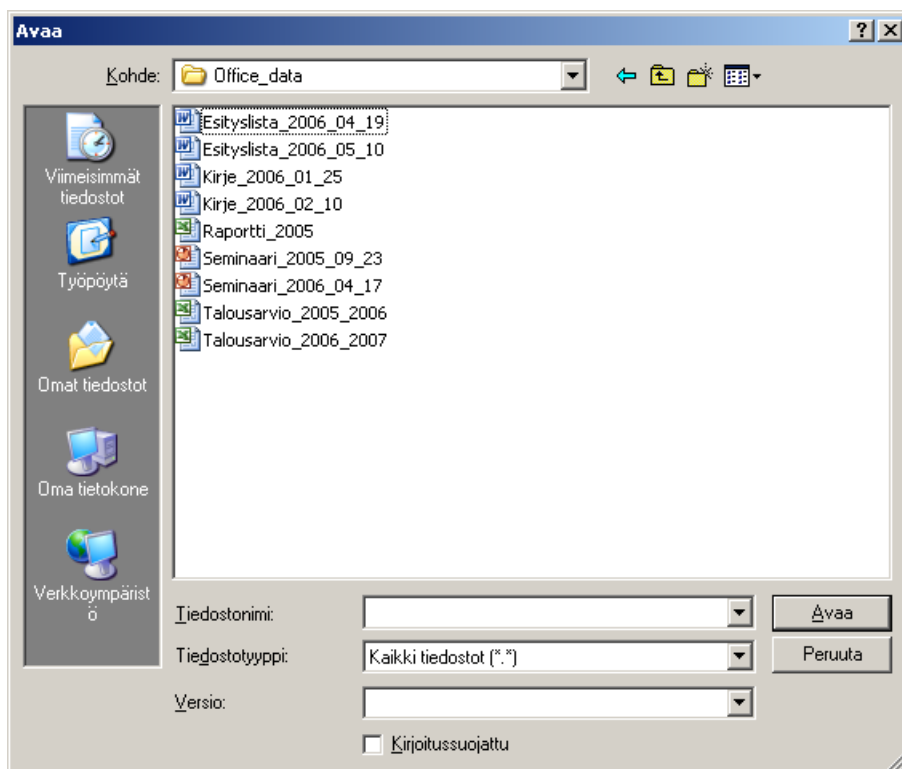 Avaa
Kohde:
Office_data
Viimeisimmät
tiedostot
Työpöytä
Omat tiedostot
Oma tietokone
Verkkoympärist
ö
Esityslista_2006_04_19
Esityslista_2006_05_10
Kirje_2006_01_25
Kirje_2006_02_10
Raportti_2005
Seminaari_2005_09_23
Seminaari_2006_04_17
Talousarvio_2005_2006
Talousarvio_2006_2007
Tiedostonimi:
Avaa
Tiedostotyyppi:
Kaikki tiedostot (*.*)
Peruuta
Versio:
Kirjoitussuojattu